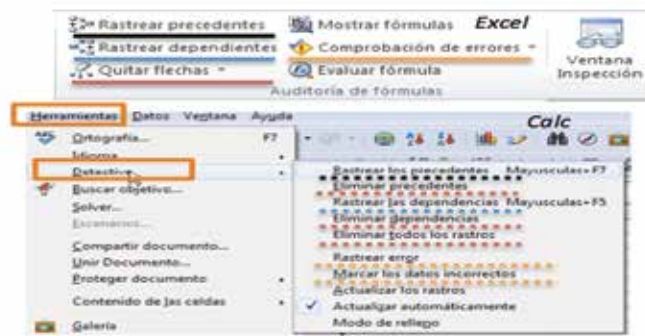 Rastrear precedentes Mostrar fórmulas Excel
Rastrear dependientes Comprobación de errores
Quitar flechas Evaluar fórmula
Ventana Inspección
Auditoría de fórmulas
Herramientas Datos Ventana Ayuda
Calc
Ortografía... F7
Idioma
Detective
Buscar objetivo...
Solver...
Escenarios...
Compartir documento...
Unir Documento...
Proteger documento
Contenido de las celdas
Galería
Rastrear los precedentes Mayusculas+F7
Eliminar precedentes
Rastrear las dependencias Mayusculas+F5
Eliminar dependencias
Eliminar todos los rastros
Rastrear error
Marcar los datos incorrectos
Actualizar los rastros
Actualizar automáticamente
Modo de relleno